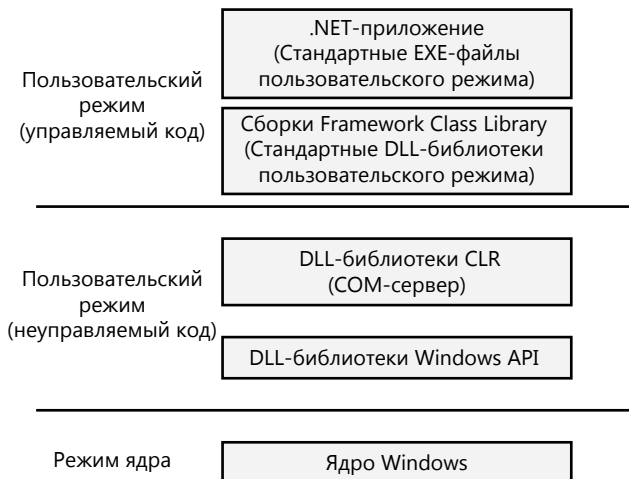 .NET-приложение
(Стандартные EXE-файлы
пользовательского режима)
Пользовательский
режим
(управляемый код)
Сборки Framework Class Library
(Стандартные DLL-библиотеки
пользовательского режима)
DLL-библиотеки CLR
(COM-сервер)
Пользовательский
режим
(неуправляемый код)
DLL-библиотеки Windows API
Режим ядра
Ядро Windows